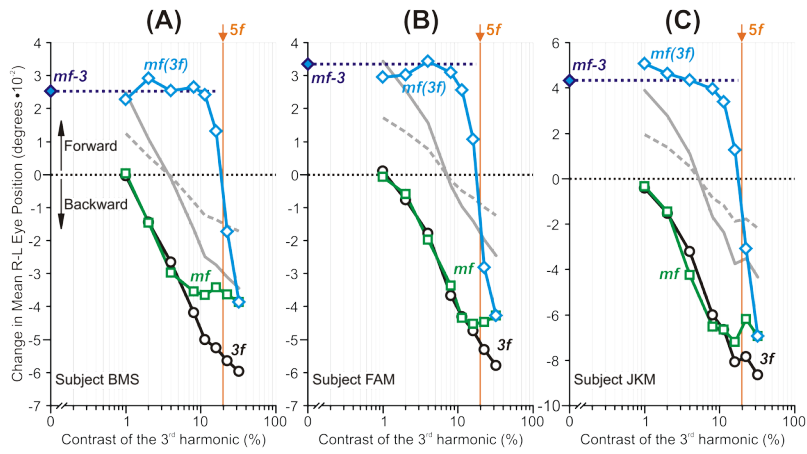 (A)
(B)
(C)
5f
5f
5f
Change in Mean R-L Eye Position (degrees•10⁻²)
4
3
2
1
0
-1
-2
-3
-4
-5
-6
-7
mf-3
mf(3f)
Forward
Backward
mf
3f
Subject BMS
0
1
10
100
Contrast of the 3rd harmonic (%)
4
3
2
1
0
-1
-2
-3
-4
-5
-6
-7
mf-3
mf(3f)
mf
3f
Subject FAM
0
1
10
100
Contrast of the 3rd harmonic (%)
6
4
2
0
-2
-4
-6
-8
-10
mf-3
mf(3f)
mf
3f
Subject JKM
0
1
10
100
Contrast of the 3rd harmonic (%)